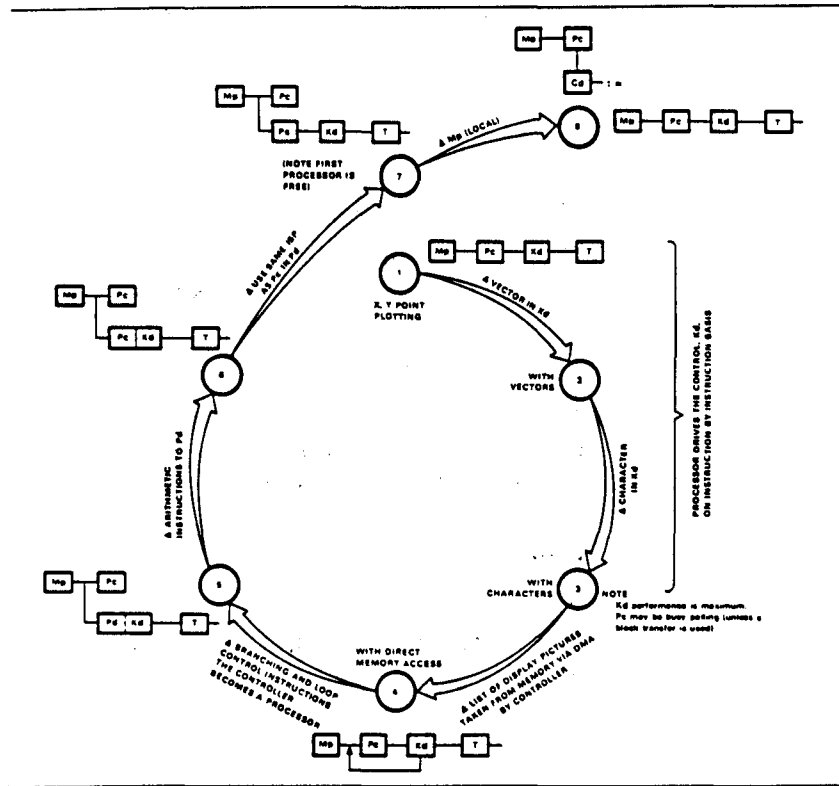 Mp Pc
Cd : =
Mp Pc
Pc Kd T
Δ Mp (LOCAL)
8
Mp Pc Kd T
(NOTE FIRST
PROCESSOR IS
FREE)
7
Δ USE SAME ISP
AS Pc IN Pd
Mp Pc Kd T
1
X, Y POINT
PLOTTING
Δ VECTOR IN Kd
Mp Pc
Pc Kd T
6
WITH
VECTORS
2
PROCESSOR DRIVES THE CONTROL, Kd,
ON INSTRUCTION BY INSTRUCTION BASIS
Δ ARITHMETIC
INSTRUCTIONS TO Pd
Δ CHARACTER
IN Kd
Mp Pc
Pd Kd T
5
WITH
CHARACTERS
3
NOTE
Kd performance is maximum.
Pc may be busy polling (unless a
block transfer is used)
Δ BRANCHING AND LOOP
CONTROL INSTRUCTIONS
THE CONTROLLER
BECOMES A PROCESSOR
WITH DIRECT
MEMORY ACCESS
4
Δ LIST OF DISPLAY PICTURES
TAKEN FROM MEMORY VIA DMA
BY CONTROLLER
Mp Pc Kd T